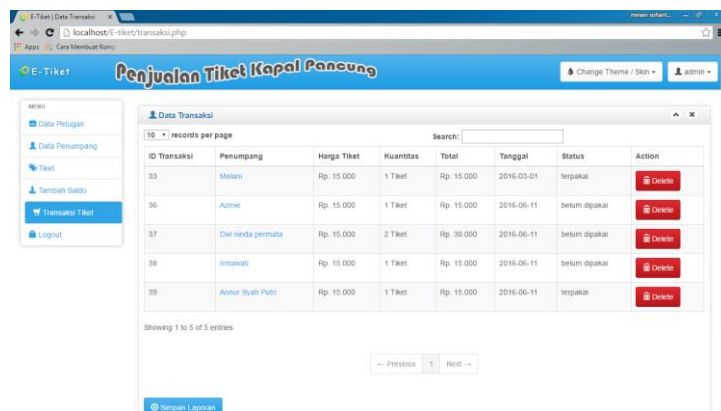 E-Tiket | Data Transaksi
localhost/E-tiket/transaksi.php
Apps Cara Membuat Komp
E-Tiket
Penjualan Tiket Kapal Pancung
Change Theme / Skin
admin
MENU
Data Petugas
Data Penumpang
Tiket
Tambah Saldo
Transaksi Tiket
Logout
Data Transaksi
10 records per page
Search:
ID Transaksi Penumpang Harga Tiket Kuantitas Total Tanggal Status Action
33 Melani Rp. 15.000 1 Tiket Rp. 15.000 2016-03-01 terpakai Delete
36 Azmie Rp. 15.000 1 Tiket Rp. 15.000 2016-06-11 belum dipakai Delete
37 Dwi ninda permata Rp. 15.000 2 Tiket Rp. 30.000 2016-06-11 belum dipakai Delete
38 Irmawati Rp. 15.000 1 Tiket Rp. 15.000 2016-06-11 belum dipakai Delete
39 Annur Syah Putri Rp. 15.000 1 Tiket Rp. 15.000 2016-06-11 terpakai Delete
Showing 1 to 5 of 5 entries
← Previous 1 Next →
Simpan Laporan